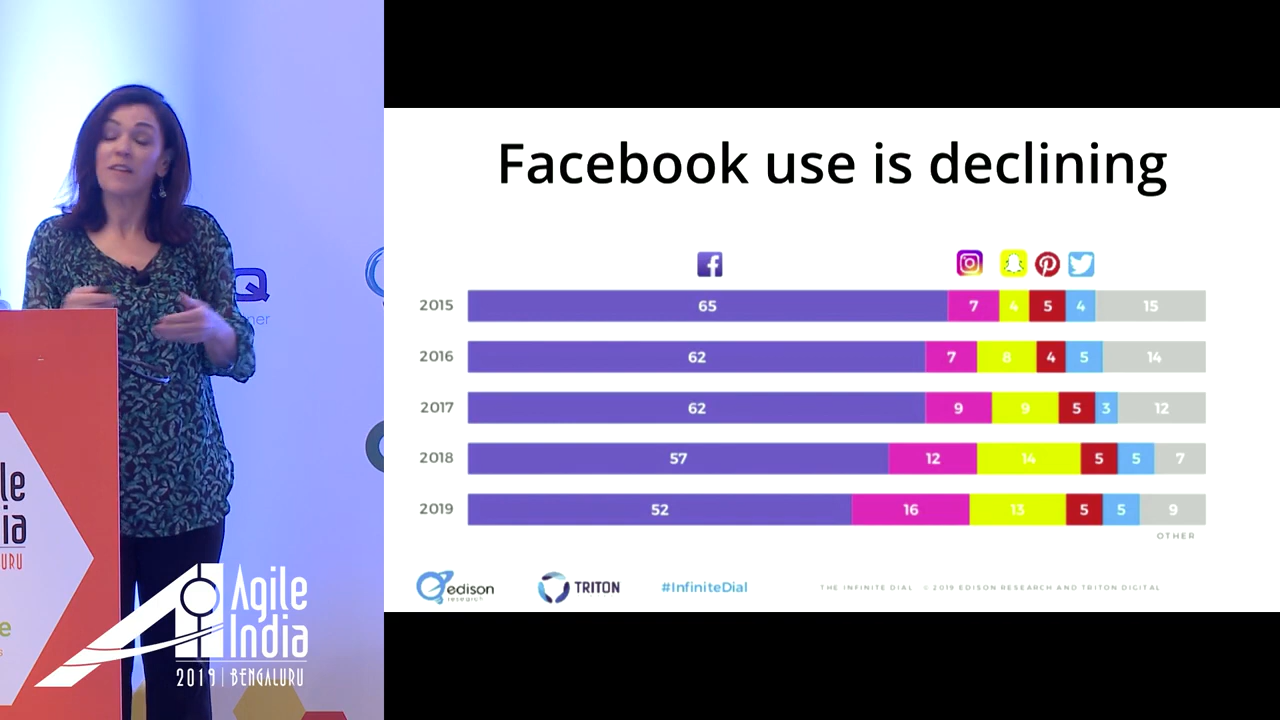 Facebook use is declining
2015 65 7 4 5 4 15
2016 62 7 8 4 5 14
2017 62 9 9 5 3 12
2018 57 12 14 5 5 7
2019 52 16 13 5 5 9
OTHER
edison
research
TRITON
#InfiniteDial
THE INFINITE DIAL © 2019 EDISON RESEARCH AND TRITON DIGITAL
Agile
India
2019 | BENGALURU